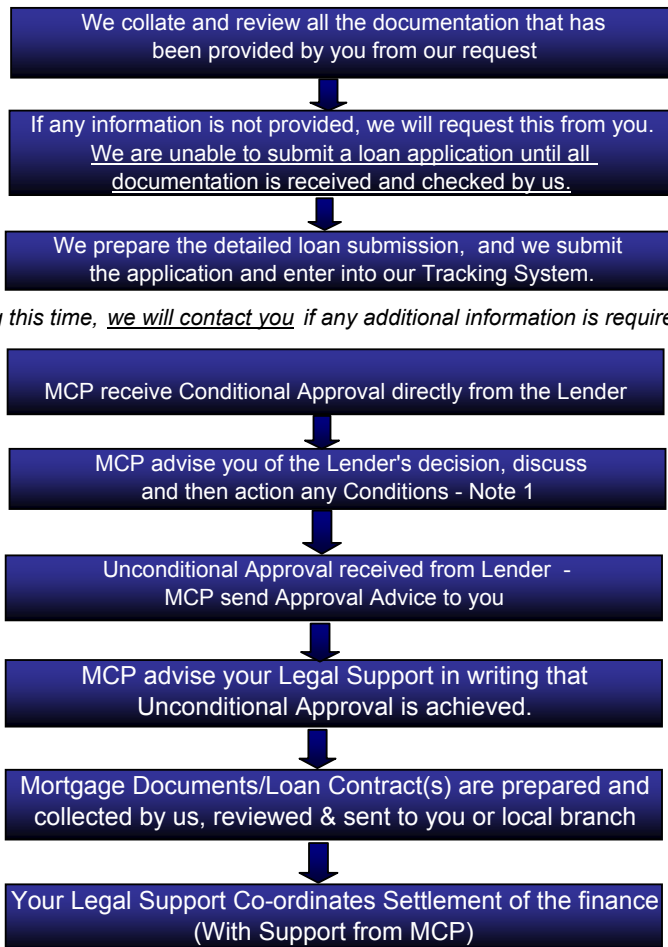 We collate and review all the documentation that has
been provided by you from our request
If any information is not provided, we will request this from you.
We are unable to submit a loan application until all
documentation is received and checked by us.
We prepare the detailed loan submission, and we submit
the application and enter into our Tracking System.
this time, we will contact you if any additional information is
MCP receive Conditional Approval directly from the Lender
MCP advise you of the Lender's decision, discuss
and then action any Conditions - Note 1
Unconditional Approval received from Lender -
MCP send Approval Advice to you
MCP advise your Legal Support in writing that
Unconditional Approval is achieved.
Mortgage Documents/Loan Contract(s) are prepared and
collected by us, reviewed & sent to you or local branch
Your Legal Support Co-ordinates Settlement of the finance
(With Support from MCP)